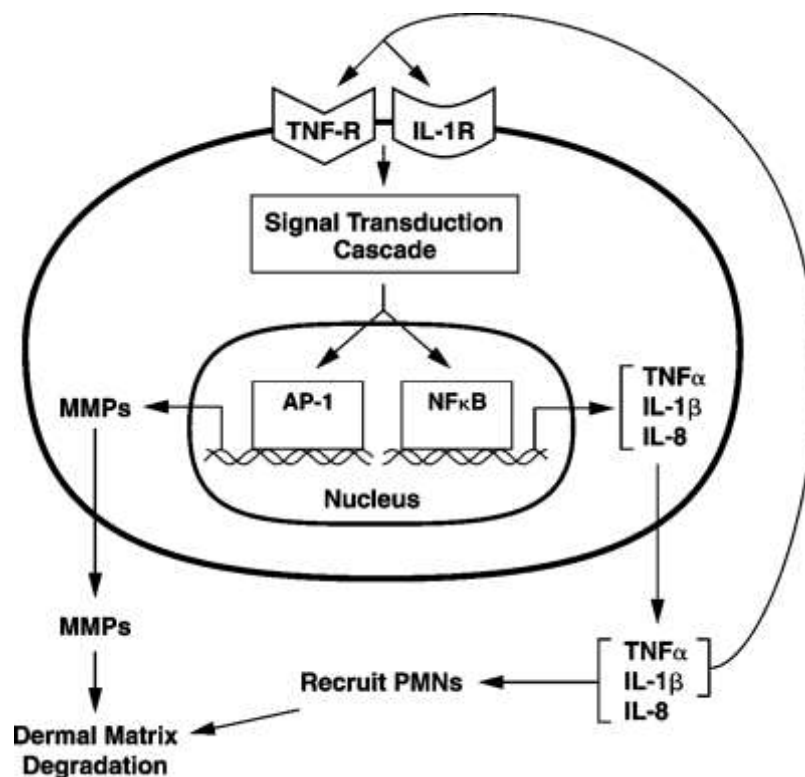 TNF-R
IL-1R
Signal Transduction
Cascade
AP-1
NFκB
Nucleus
MMPs
TNFα
IL-1β
IL-8
MMPs
Recruit PMNs
TNFα
IL-1β
IL-8
Dermal Matrix
Degradation